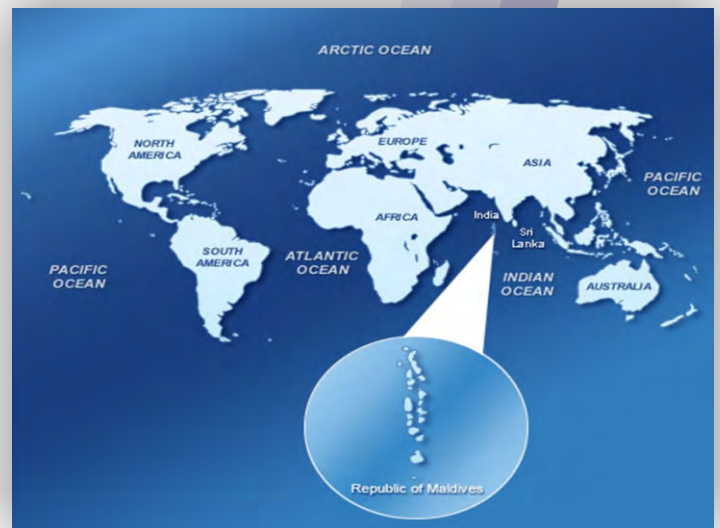 ARCTIC OCEAN
NORTH
AMERICA
EUROPE
ASIA
PACIFIC
OCEAN
AFRICA
India
Sri
Lanka
SOUTH
AMERICA
ATLANTIC
OCEAN
PACIFIC
OCEAN
INDIAN
OCEAN
AUSTRALIA
Republic of Maldives